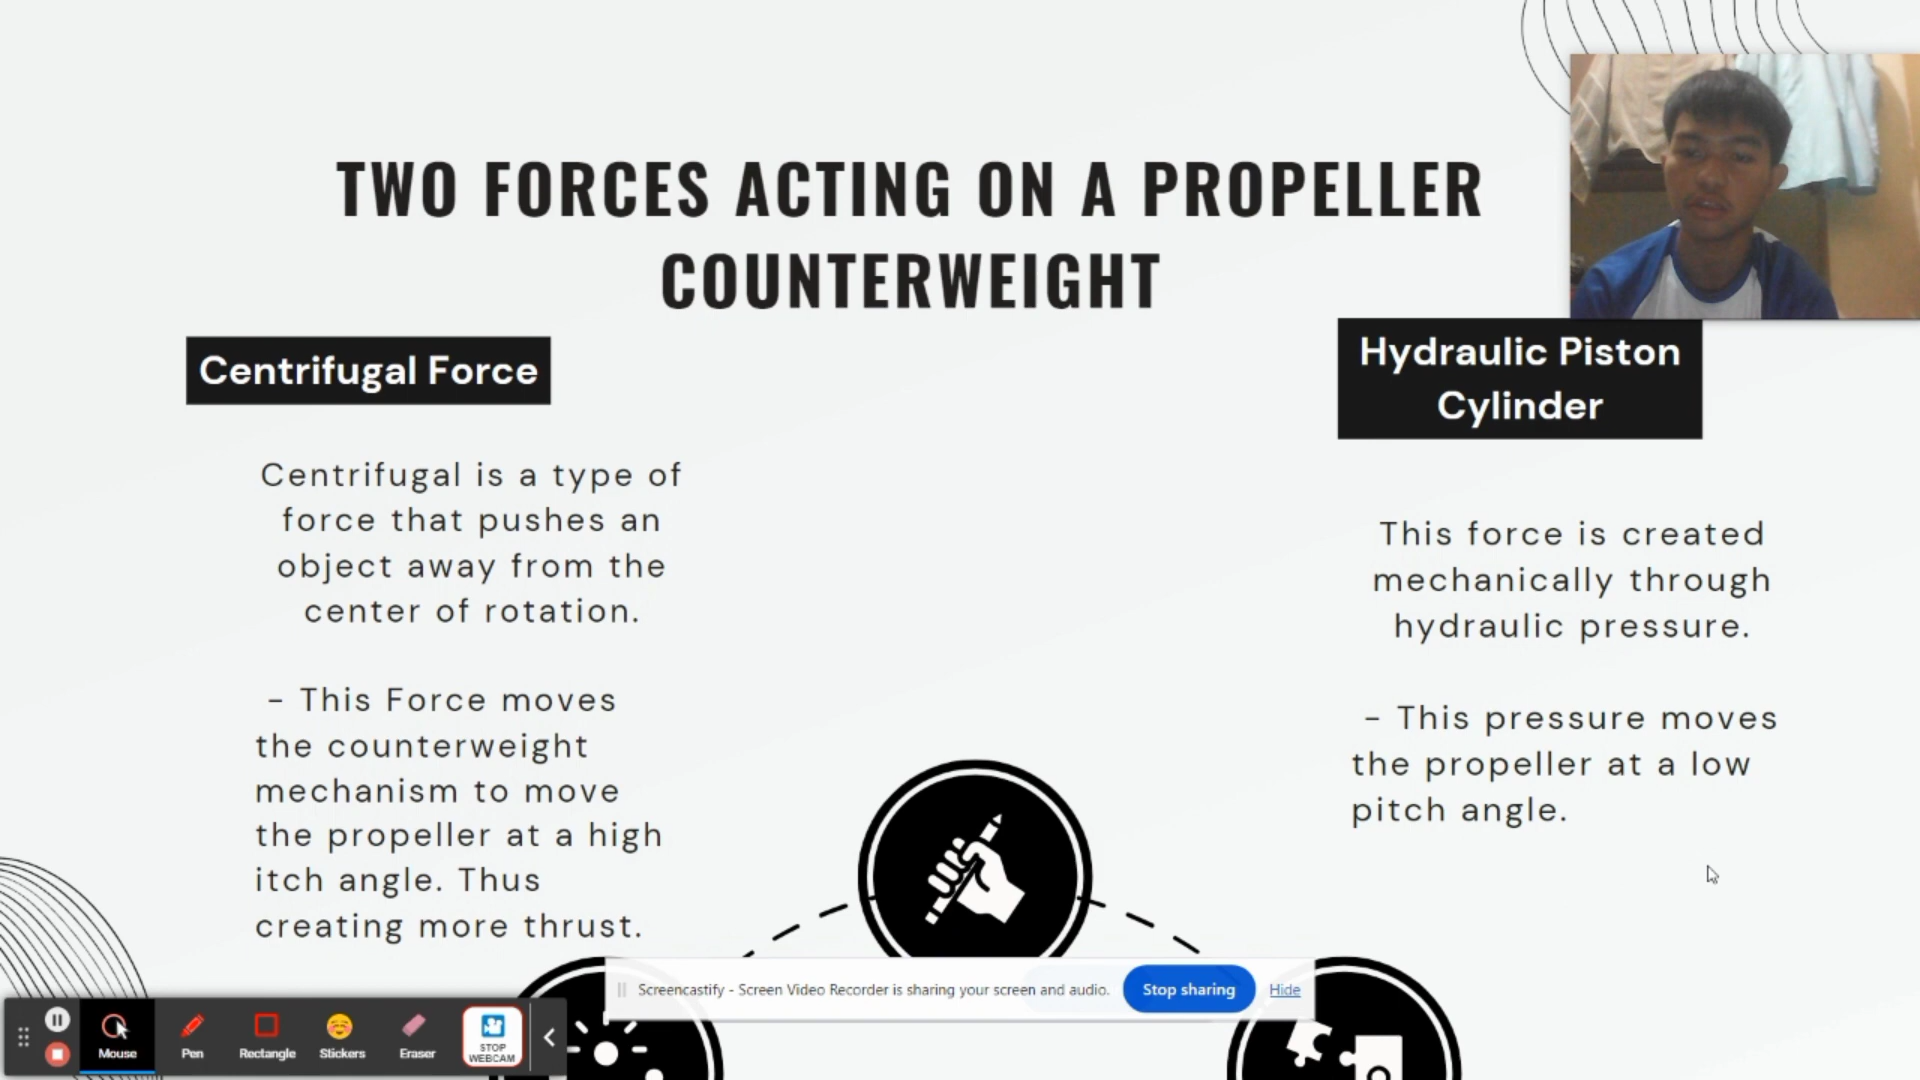 TWO FORCES ACTING ON A PROPELLER
COUNTERWEIGHT
Centrifugal Force
Centrifugal is a type of
force that pushes an
object away from the
center of rotation.
- This Force moves
the counterweight
mechanism to move
the propeller at a high
itch angle. Thus
creating more thrust.
Hydraulic Piston
Cylinder
This force is created
mechanically through
hydraulic pressure.
- This pressure moves
the propeller at a low
pitch angle.
Screencastify - Screen Video Recorder is sharing your screen and audio.
Stop sharing
Hide
Mouse
Pen
Rectangle
Stickers
Eraser
STOP
WEBCAM